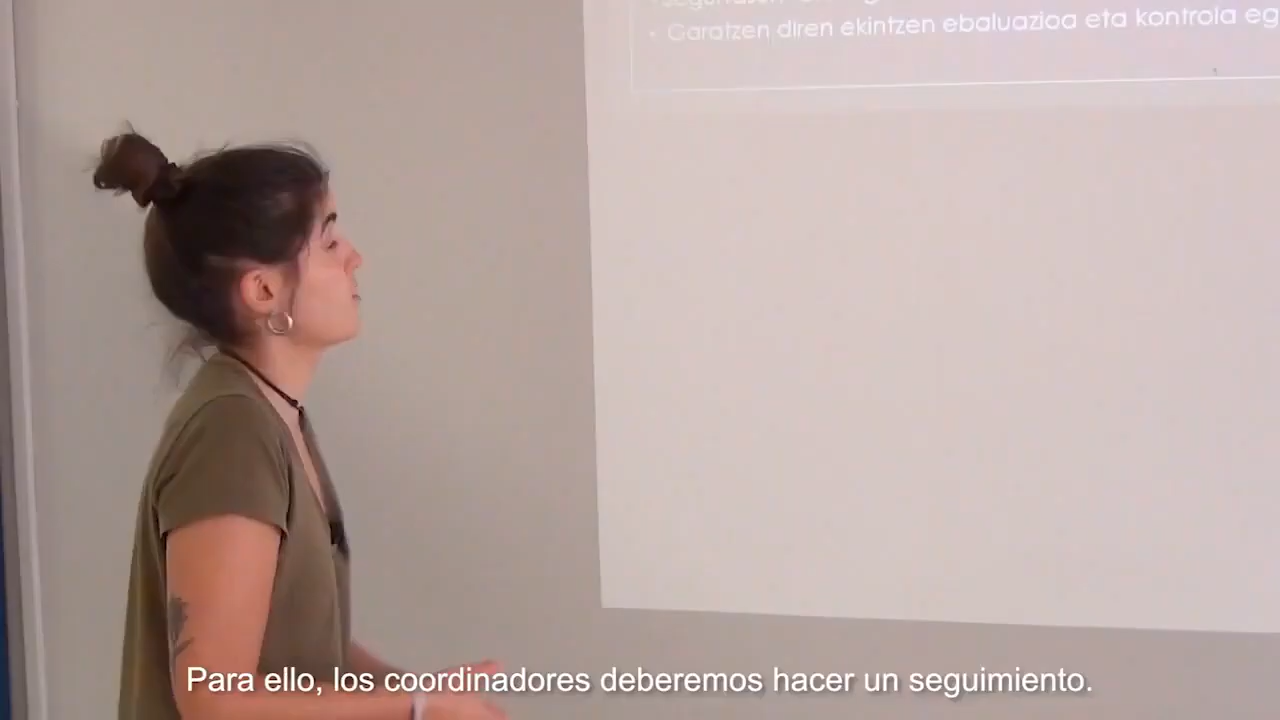 • Garatzen diren ekintzen ebaluazioa eta kontrola eg
Para ello, los coordinadores deberemos hacer un seguimiento.